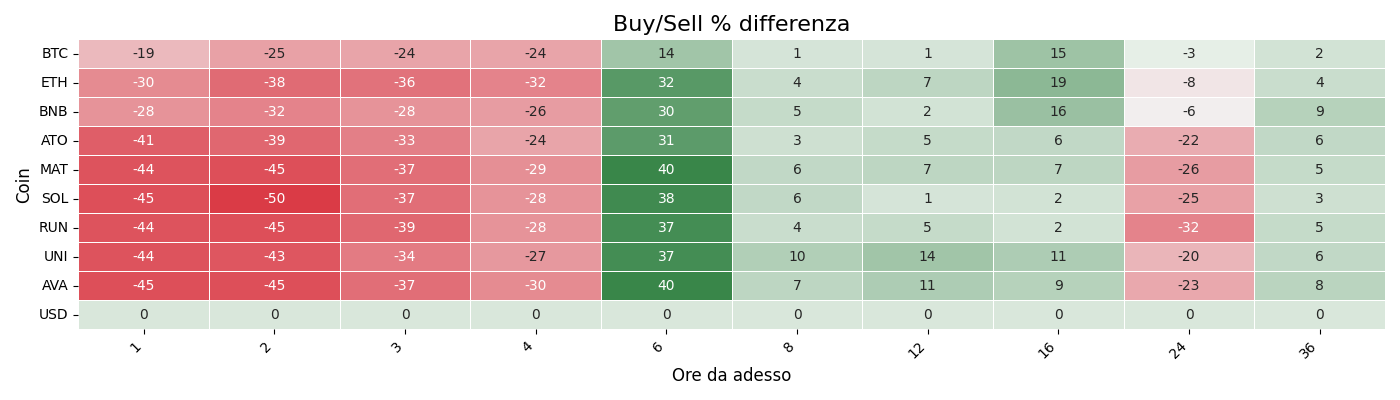 Buy/Sell % differenza
Coin
BTC -19 -25 -24 -24 14 1 1 15 -3 2
ETH -30 -38 -36 -32 32 4 7 19 -8 4
BNB -28 -32 -28 -26 30 5 2 16 -6 9
ATO -41 -39 -33 -24 31 3 5 6 -22 6
MAT -44 -45 -37 -29 40 6 7 7 -26 5
SOL -45 -50 -37 -28 38 6 1 2 -25 3
RUN -44 -45 -39 -28 37 4 5 2 -32 5
UNI -44 -43 -34 -27 37 10 14 11 -20 6
AVA -45 -45 -37 -30 40 7 11 9 -23 8
USD 0 0 0 0 0 0 0 0 0 0
1 2 3 4 6 8 12 16 24 36
Ore da adesso